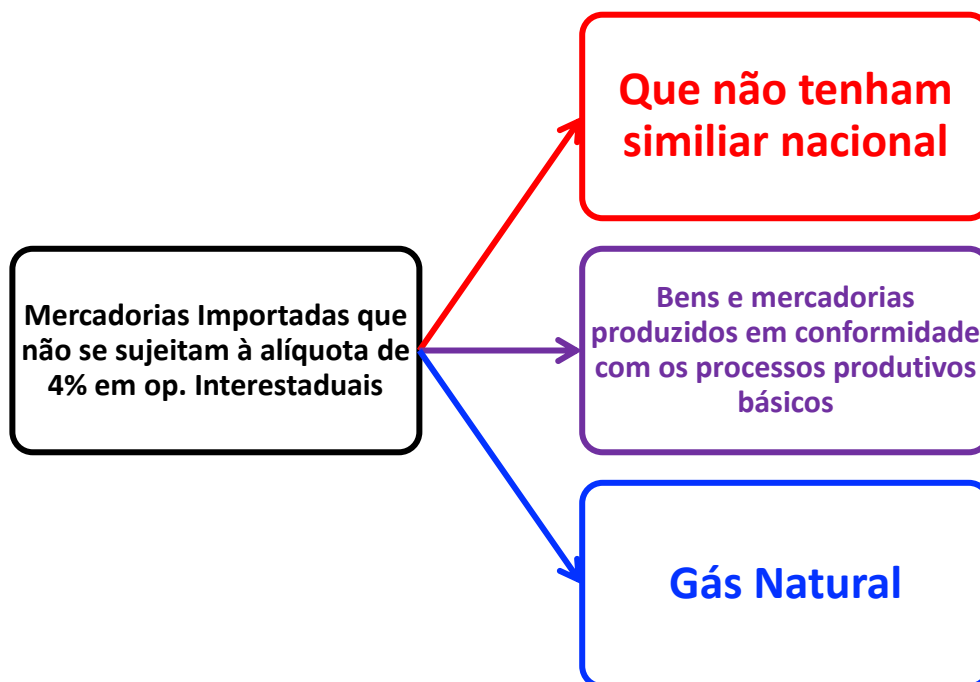 Que não tenham
similiar nacional
Mercadorias Importadas que
não se sujeitam à alíquota de
4% em op. Interestaduais
Bens e mercadorias
produzidos em conformidade
com os processos produtivos
básicos
Gás Natural